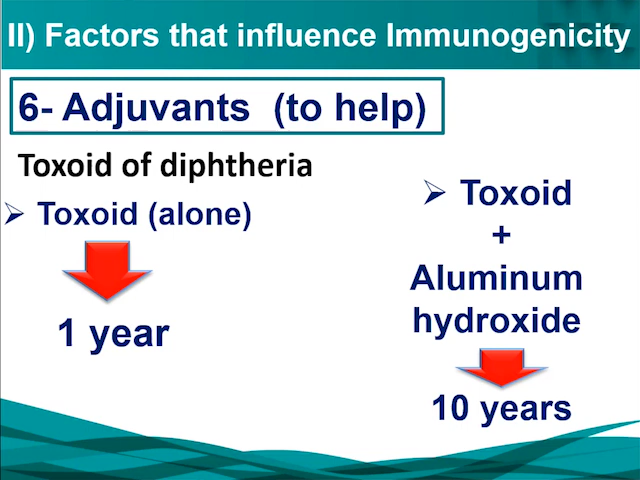 II) Factors that influence Immunogenicity
6- Adjuvants (to help)
Toxoid of diphtheria
➢ Toxoid (alone)
1 year
➢ Toxoid
+
Aluminum
hydroxide
10 years